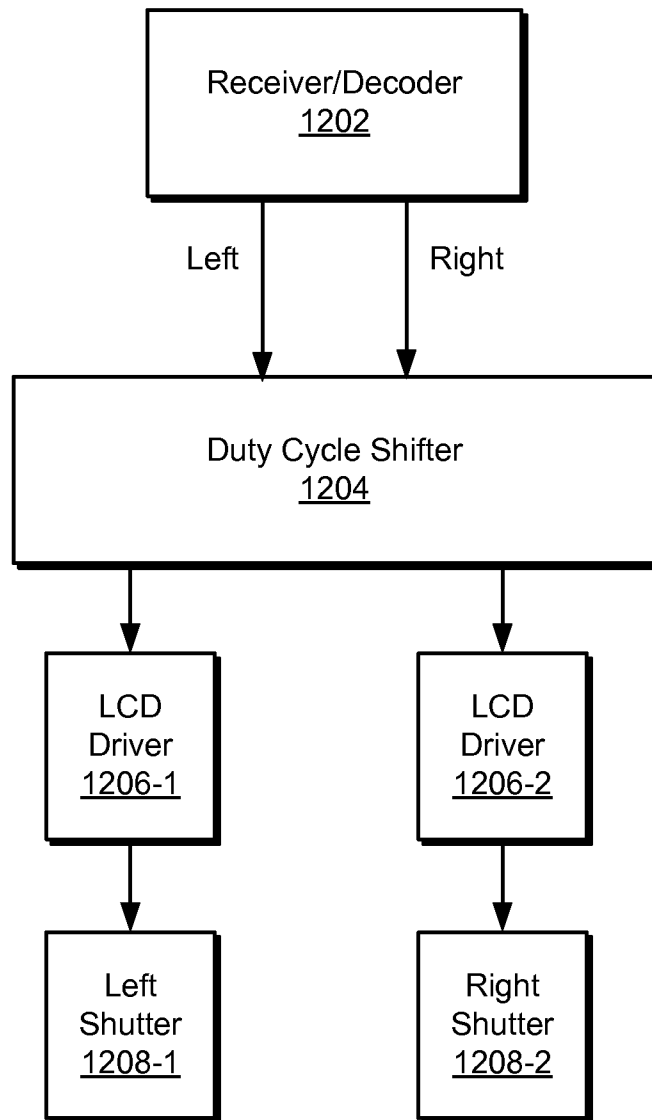 Receiver/Decoder
1202
Left
Right
Duty Cycle Shifter
1204
LCD
Driver
1206-1
LCD
Driver
1206-2
Left
Shutter
1208-1
Right
Shutter
1208-2